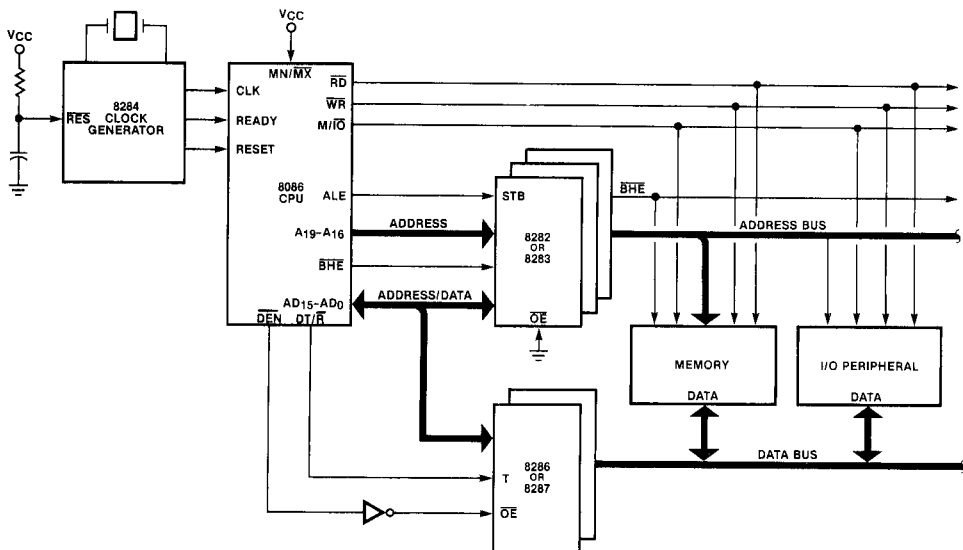 VCC
8284
CLOCK
GENERATOR
RES
CLK
READY
RESET
VCC
MN/MX
RD
WR
M/IO
8086
CPU
ALE
A19–A16
BHE
AD15–AD0
DEN
DT/R
ADDRESS
ADDRESS/DATA
STB
8282
OR
8283
OE
BHE
ADDRESS BUS
MEMORY
DATA
I/O PERIPHERAL
DATA
DATA BUS
T
8286
OR
8287
OE